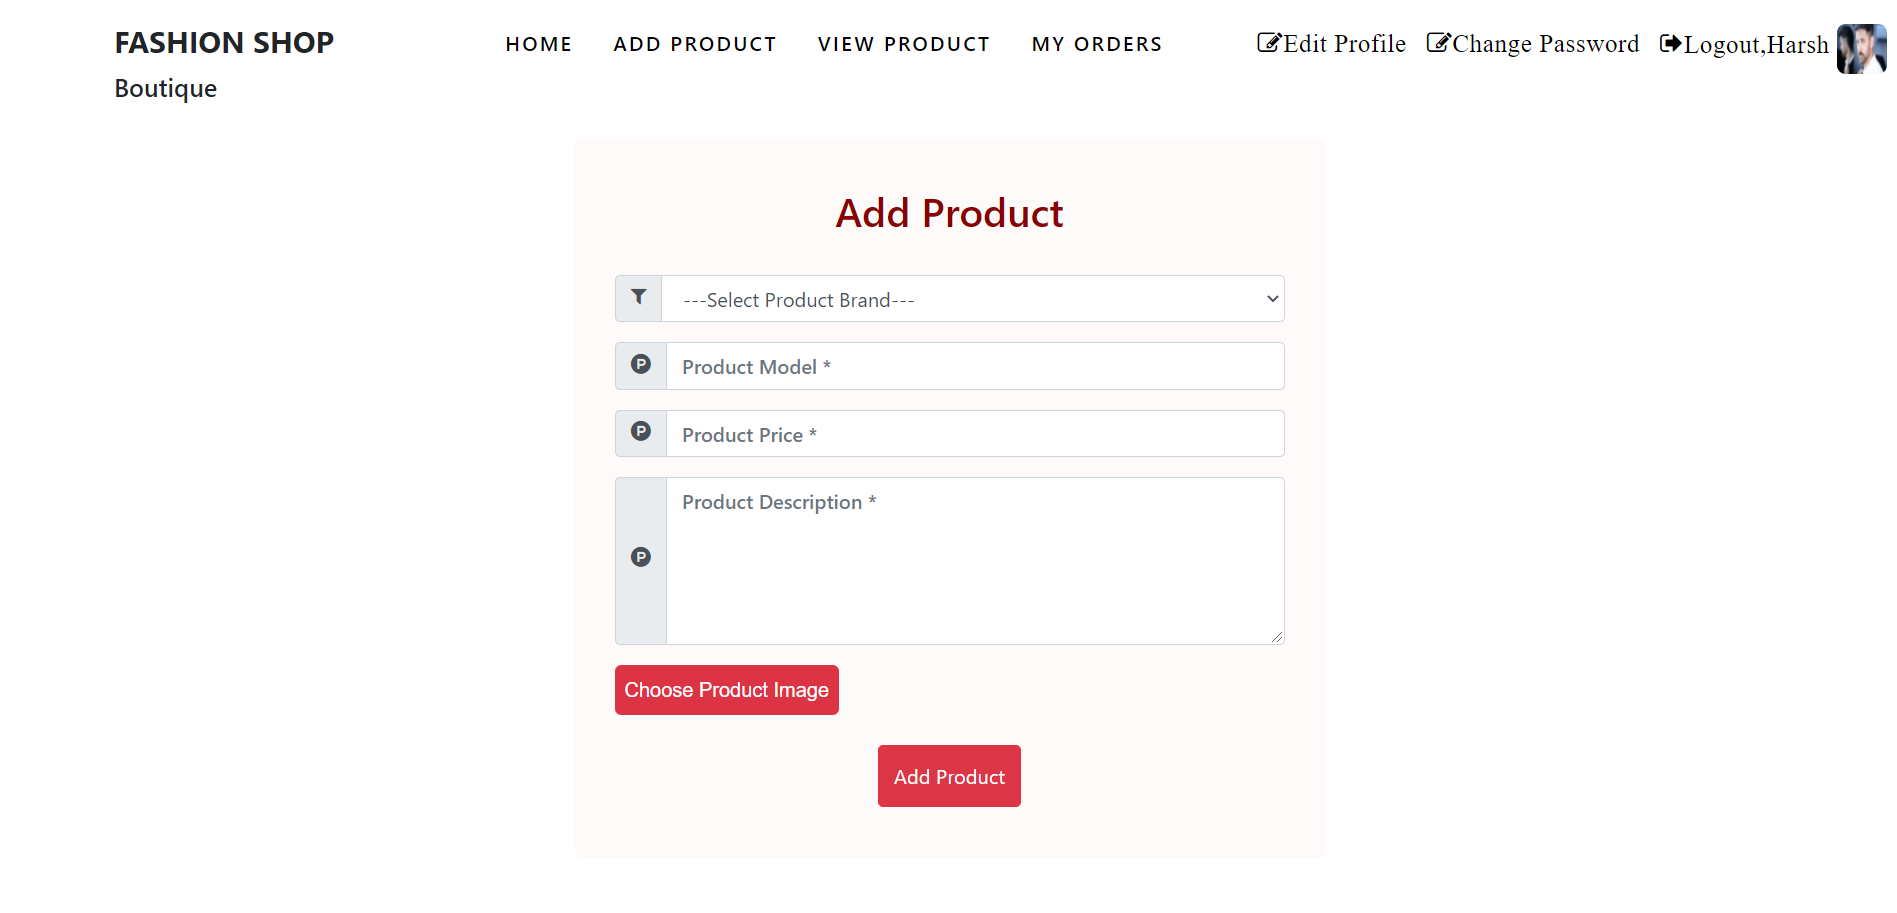 FASHION SHOP
Boutique
HOME ADD PRODUCT VIEW PRODUCT MY ORDERS Edit Profile Change Password Logout,Harsh
Add Product
---Select Product Brand---
Product Model *
Product Price *
Product Description *
Choose Product Image
Add Product